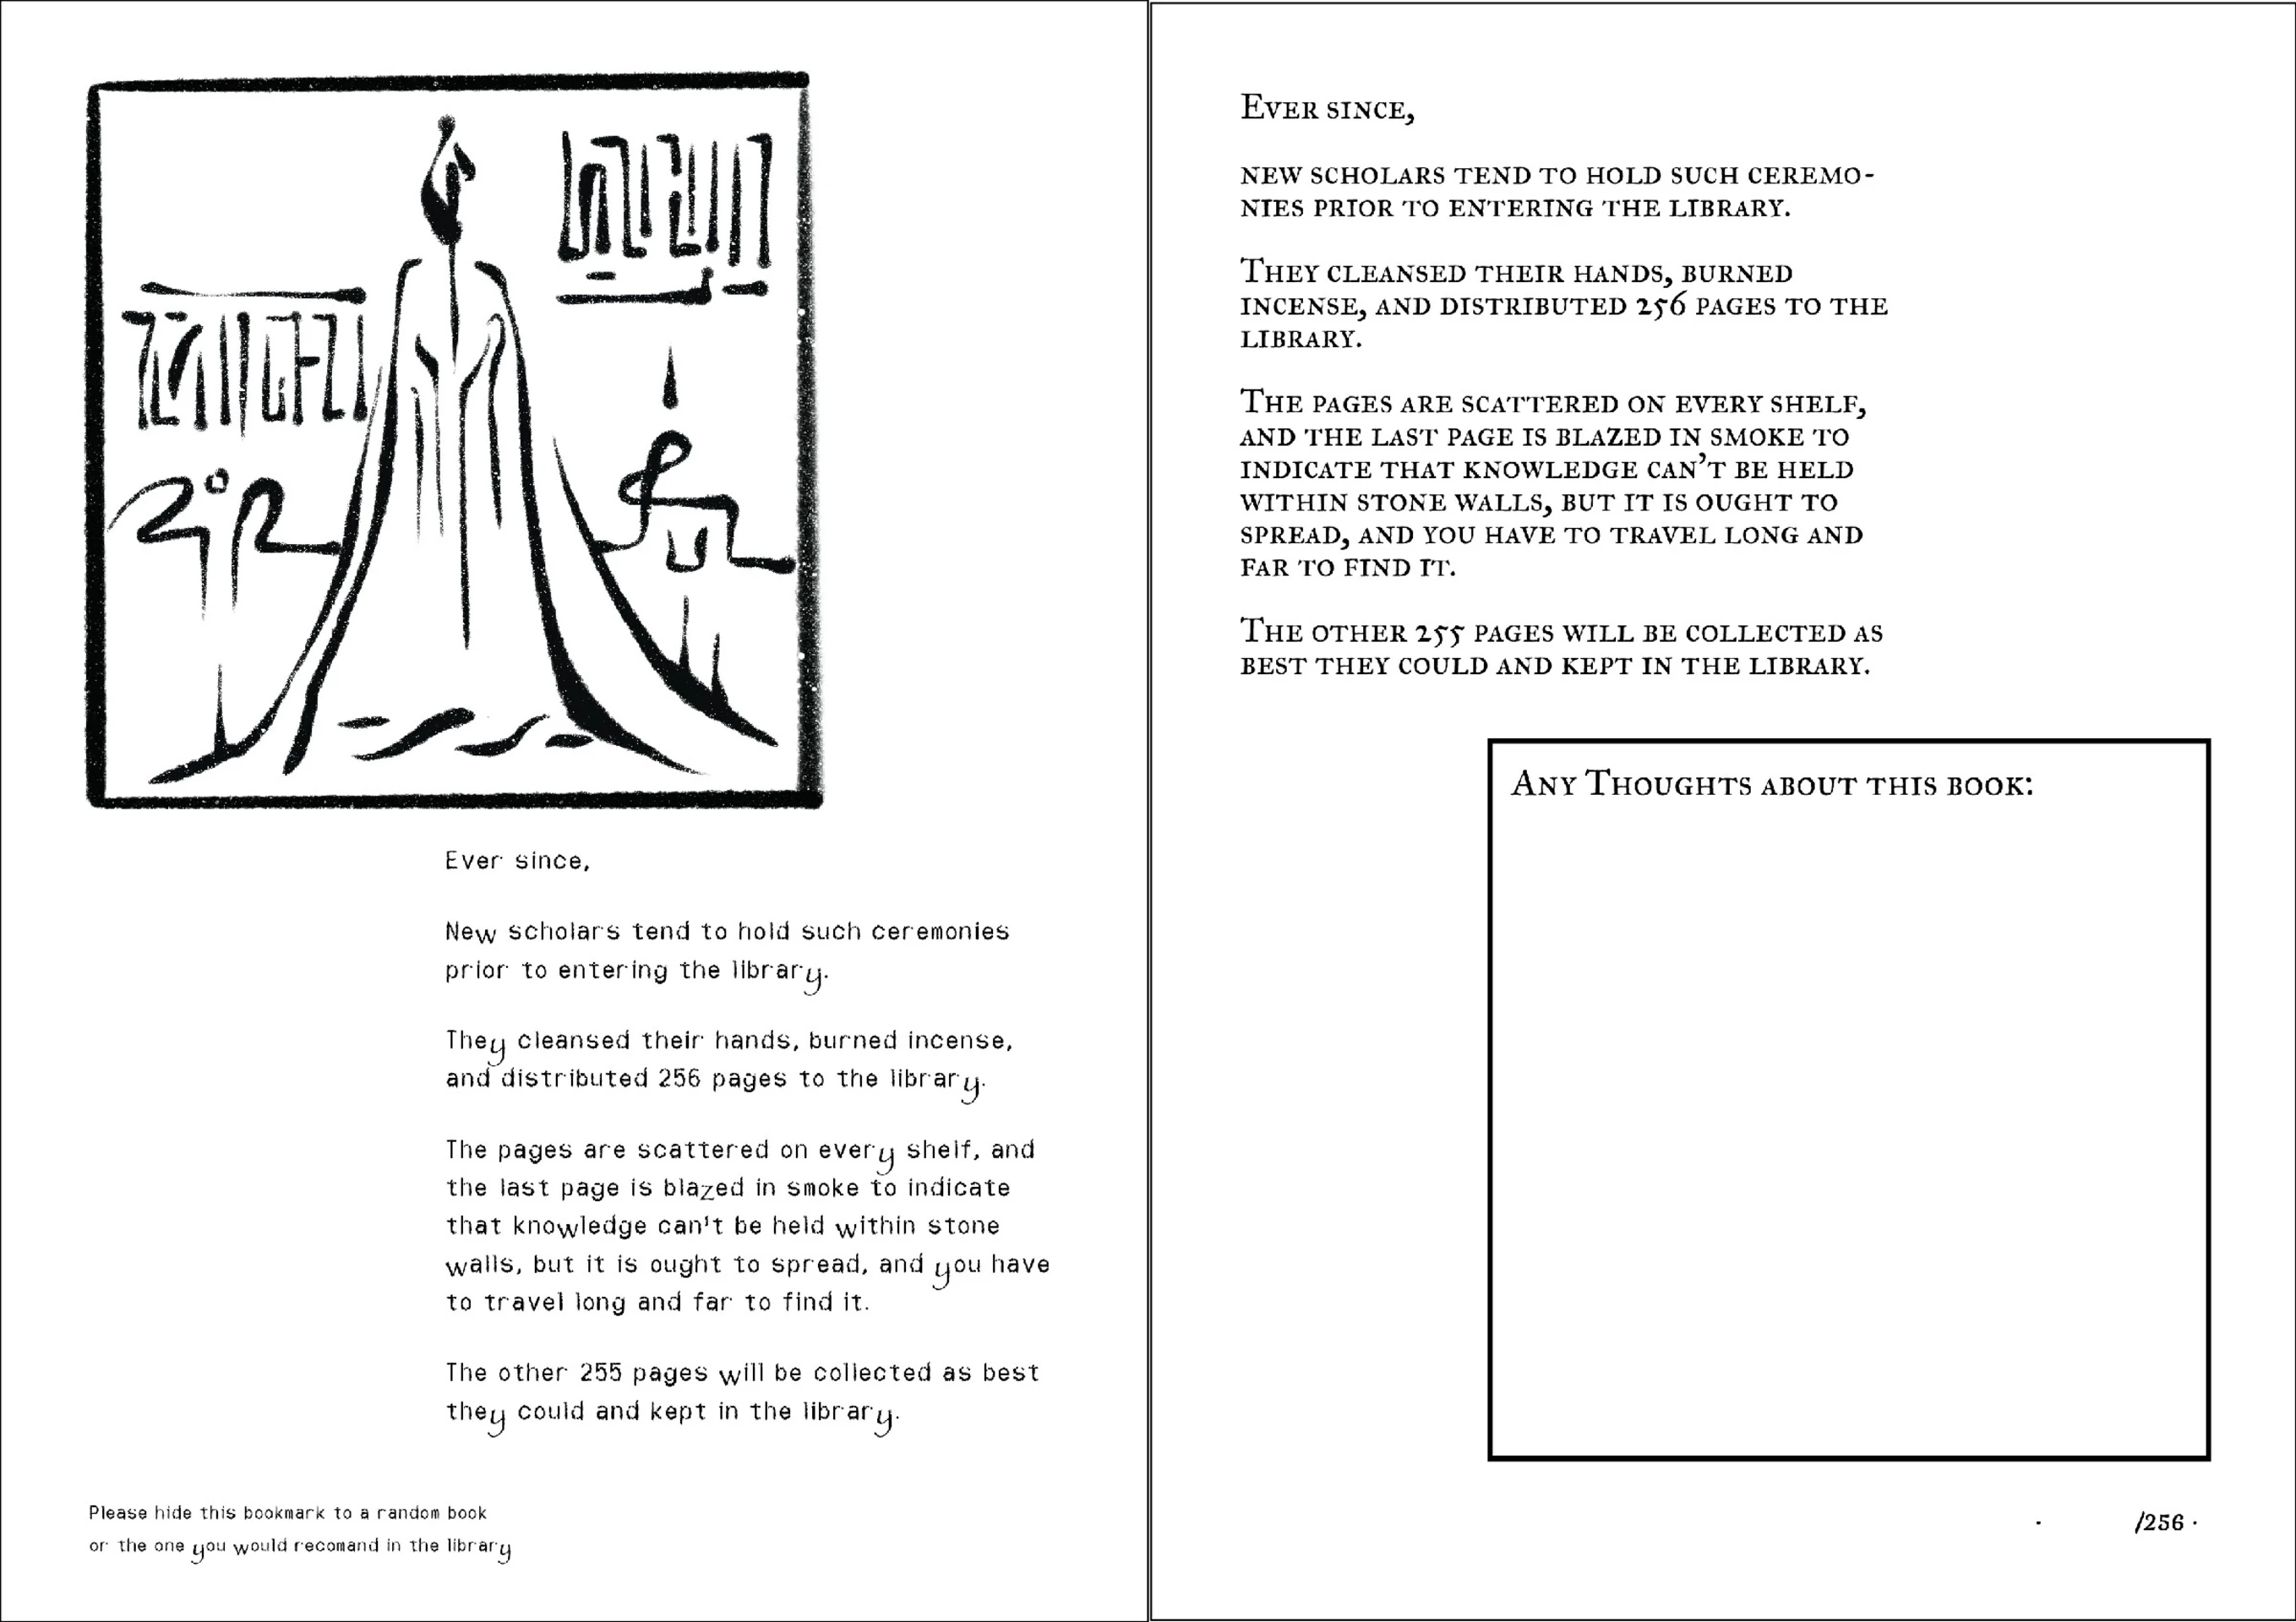 Ever since,
New scholars tend to hold such ceremonies
prior to entering the library.
They cleansed their hands, burned incense,
and distributed 256 pages to the library.
The pages are scattered on every shelf, and
the last page is blazed in smoke to indicate
that knowledge can't be held within stone
walls, but it is ought to spread, and you have
to travel long and far to find it.
The other 255 pages will be collected as best
they could and kept in the library.
Please hide this bookmark to a random book
or the one you would recomand in the library
Ever since,
new scholars tend to hold such ceremo-
nies prior to entering the library.
They cleansed their hands, burned
incense, and distributed 256 pages to the
library.
The pages are scattered on every shelf,
and the last page is blazed in smoke to
indicate that knowledge can't be held
within stone walls, but it is ought to
spread, and you have to travel long and
far to find it.
The other 255 pages will be collected as
best they could and kept in the library.
Any Thoughts about this book:
· /256 ·